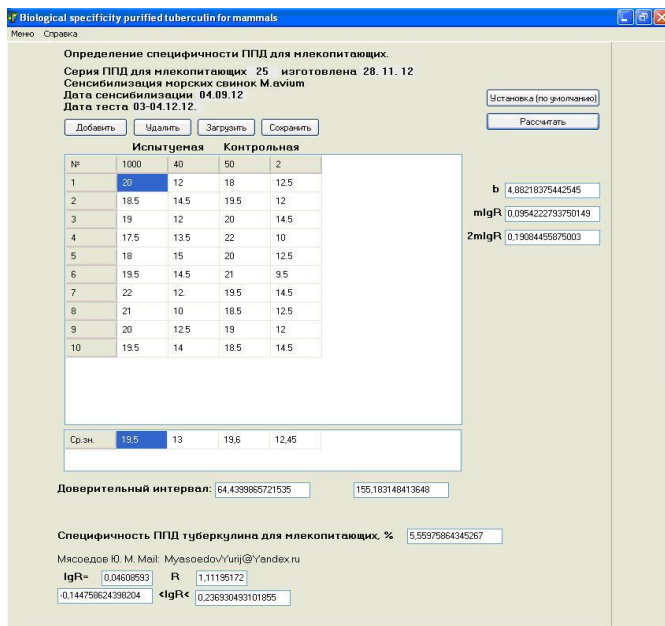 Biological specificity purified tuberculin for mammals
Меню Справка
Определение специфичности ППД для млекопитающих.
Серия ППД для млекопитающих 25 изготовлена 28. 11. 12
Сенсибилизация морских свинок M.avium
Дата сенсибилизации 04.09.12
Дата теста 03-04.12.12.
Установка (по умолчанию)
Рассчитать
Добавить Удалить Загрузить Сохранить
Испытуемая Контрольная
№ 1000 40 50 2
1 20 12 18 12.5
2 18.5 14.5 19.5 12
3 19 12 20 14.5
4 17.5 13.5 22 10
5 18 15 20 12.5
6 19.5 14.5 21 9.5
7 22 12 19.5 14.5
8 21 10 18.5 12.5
9 20 12.5 19 12
10 19.5 14 18.5 14.5
b 4,88218375442545
mlgR 0,0954222793750149
2mlgR 0,19084455875003
Ср.зн. 19,5 13 19,6 12,45
Доверительный интервал: 64,4399865721535 155,183148413648
Специфичность ППД туберкулина для млекопитающих, % 5,55975864345267
Мясоедов Ю. М. Mail: MyasoedovYurij@Yandex.ru
lgR= 0,04608593 R 1,11195172
-0,144758624398204 <lgR< 0,236930493101855